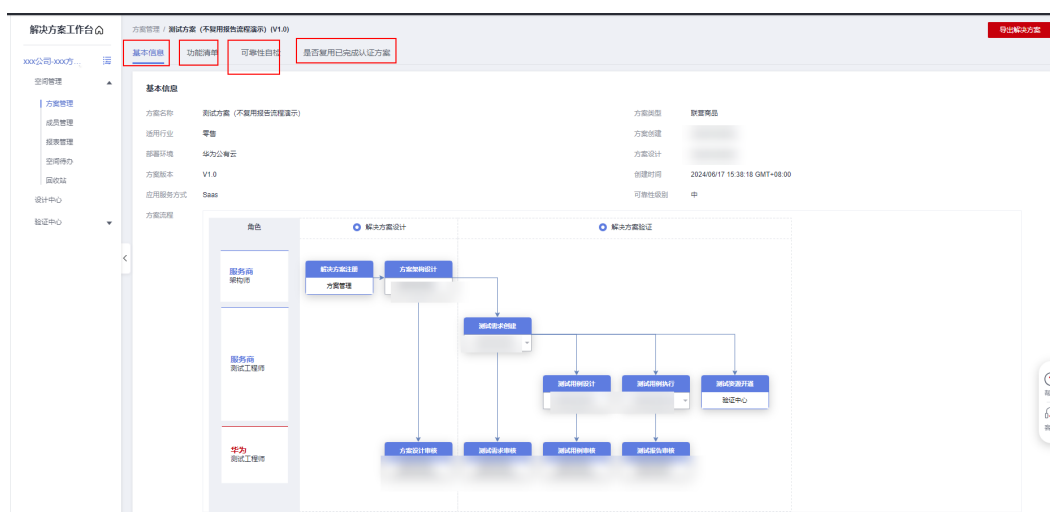 解决方案工作台
方案管理 / 测试方案 (不复用报告流程演示) (V1.0)
导出解决方案
基本信息
功能清单
可靠性自检
是否复用已完成认证方案
xxx公司-xxx方...
空间管理
方案管理
成员管理
报表管理
空间待办
回收站
设计中心
验证中心
基本信息
方案名称 测试方案 (不复用报告流程演示)
方案类型 联营商品
适用行业 零售
方案创建
部署环境 华为公有云
方案设计
方案版本 V1.0
创建时间 2024/06/17 15:38:18 GMT+08:00
应用服务方式 Saas
可靠性级别 中
方案流程
角色
解决方案设计
解决方案验证
服务商
架构师
解决方案注册
方案架构设计
方案管理
测试需求创建
服务商
测试工程师
测试用例设计
测试用例执行
测试资源开通
验证中心
华为
测试工程师
方案设计审核
测试需求审核
测试用例审核
测试报告审核